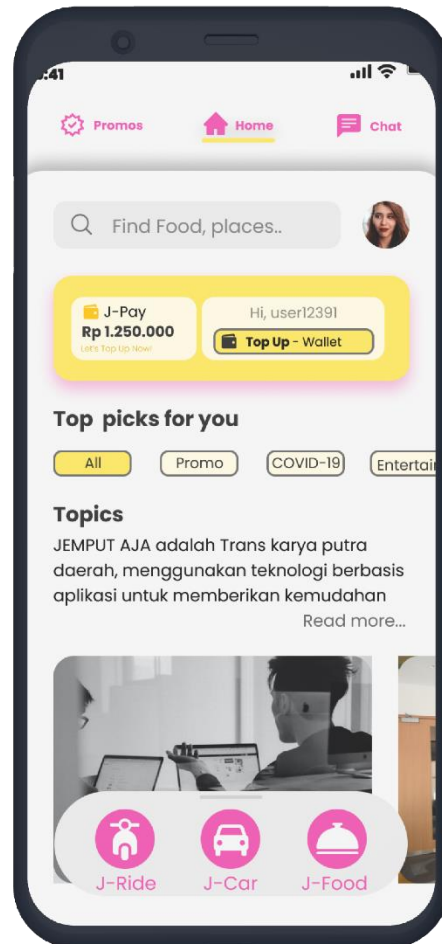 :41
Promos
Home
Chat
Find Food, places..
J-Pay
Rp 1.250.000
Let's Top Up Now!
Hi, user12391
Top Up - Wallet
Top picks for you
All
Promo
COVID-19
Entertai
Topics
JEMPUT AJA adalah Trans karya putra
daerah, menggunakan teknologi berbasis
aplikasi untuk memberikan kemudahan
Read more...
J-Ride
J-Car
J-Food